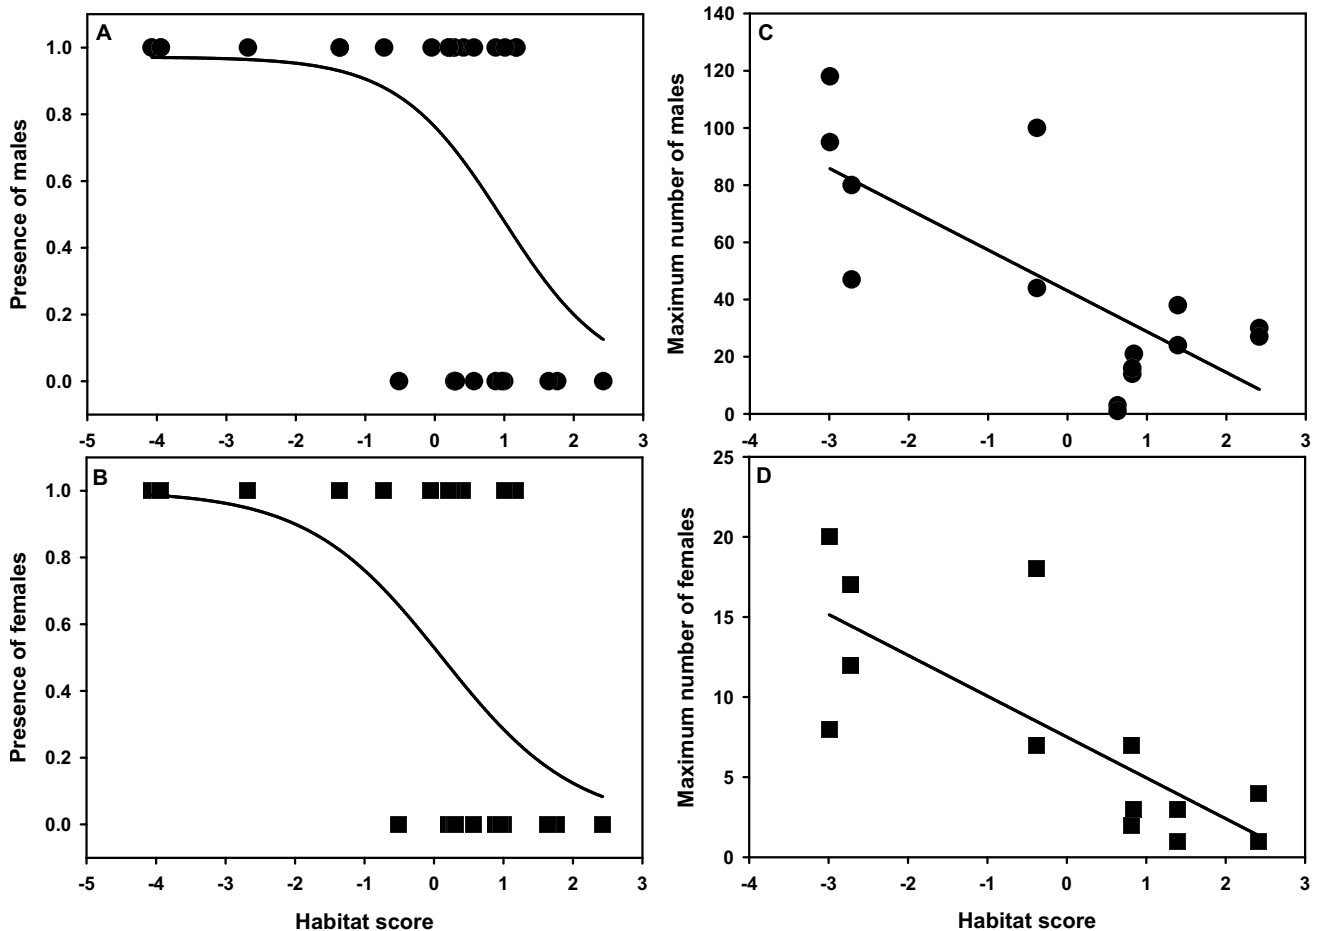 A
Presence of males
1.0
0.8
0.6
0.4
0.2
0.0
-5 -4 -3 -2 -1 0 1 2 3
C
Maximum number of males
140
120
100
80
60
40
20
0
-4 -3 -2 -1 0 1 2 3
B
Presence of females
1.0
0.8
0.6
0.4
0.2
0.0
-5 -4 -3 -2 -1 0 1 2 3
Habitat score
D
Maximum number of females
25
20
15
10
5
0
-4 -3 -2 -1 0 1 2 3
Habitat score